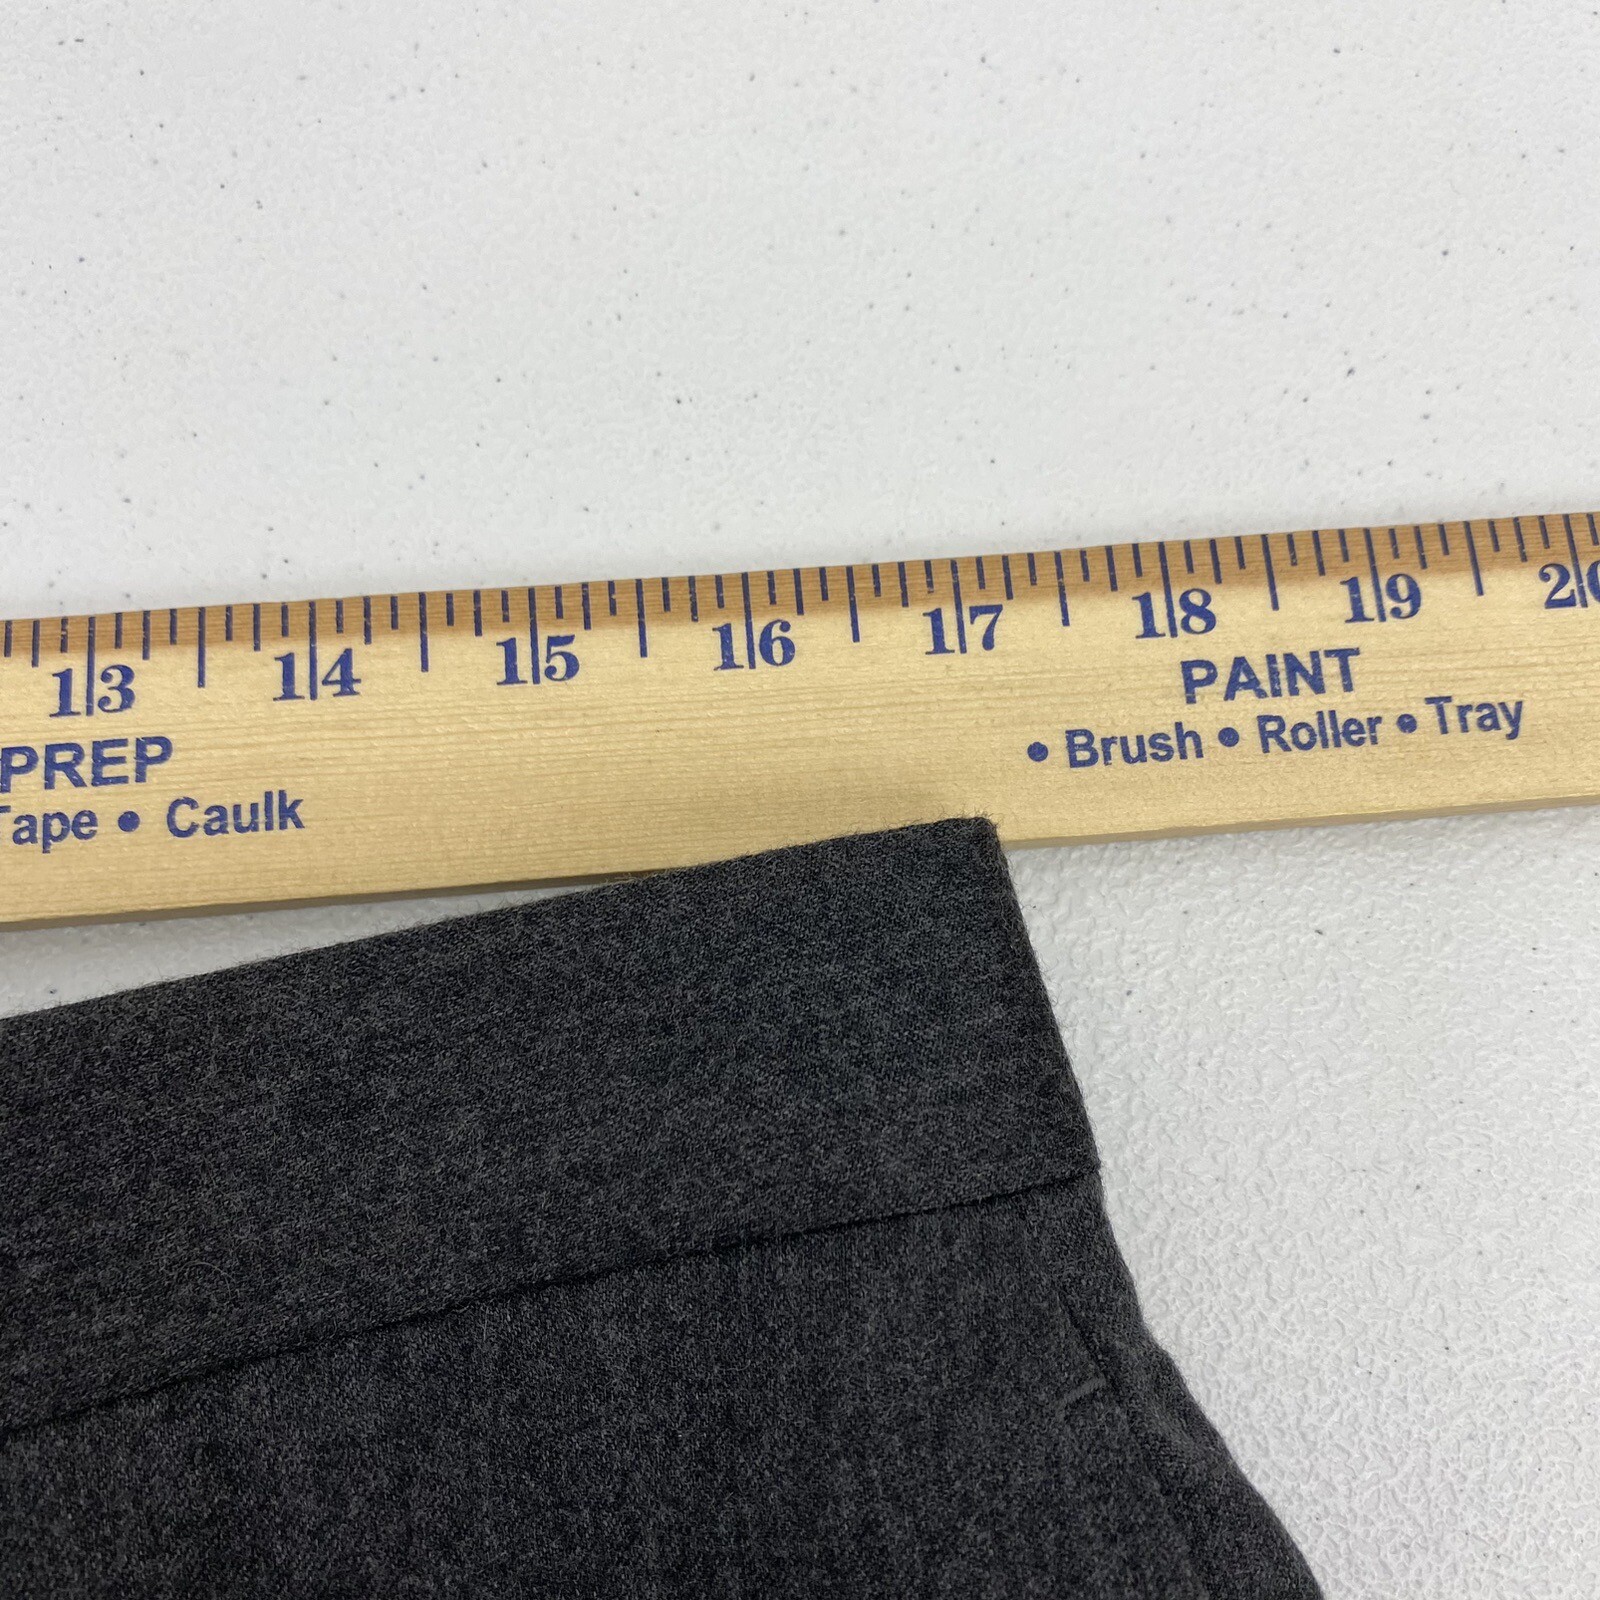 13 14 15 16 17 18 19 20
PREP
Tape • Caulk
PAINT
• Brush • Roller • Tray